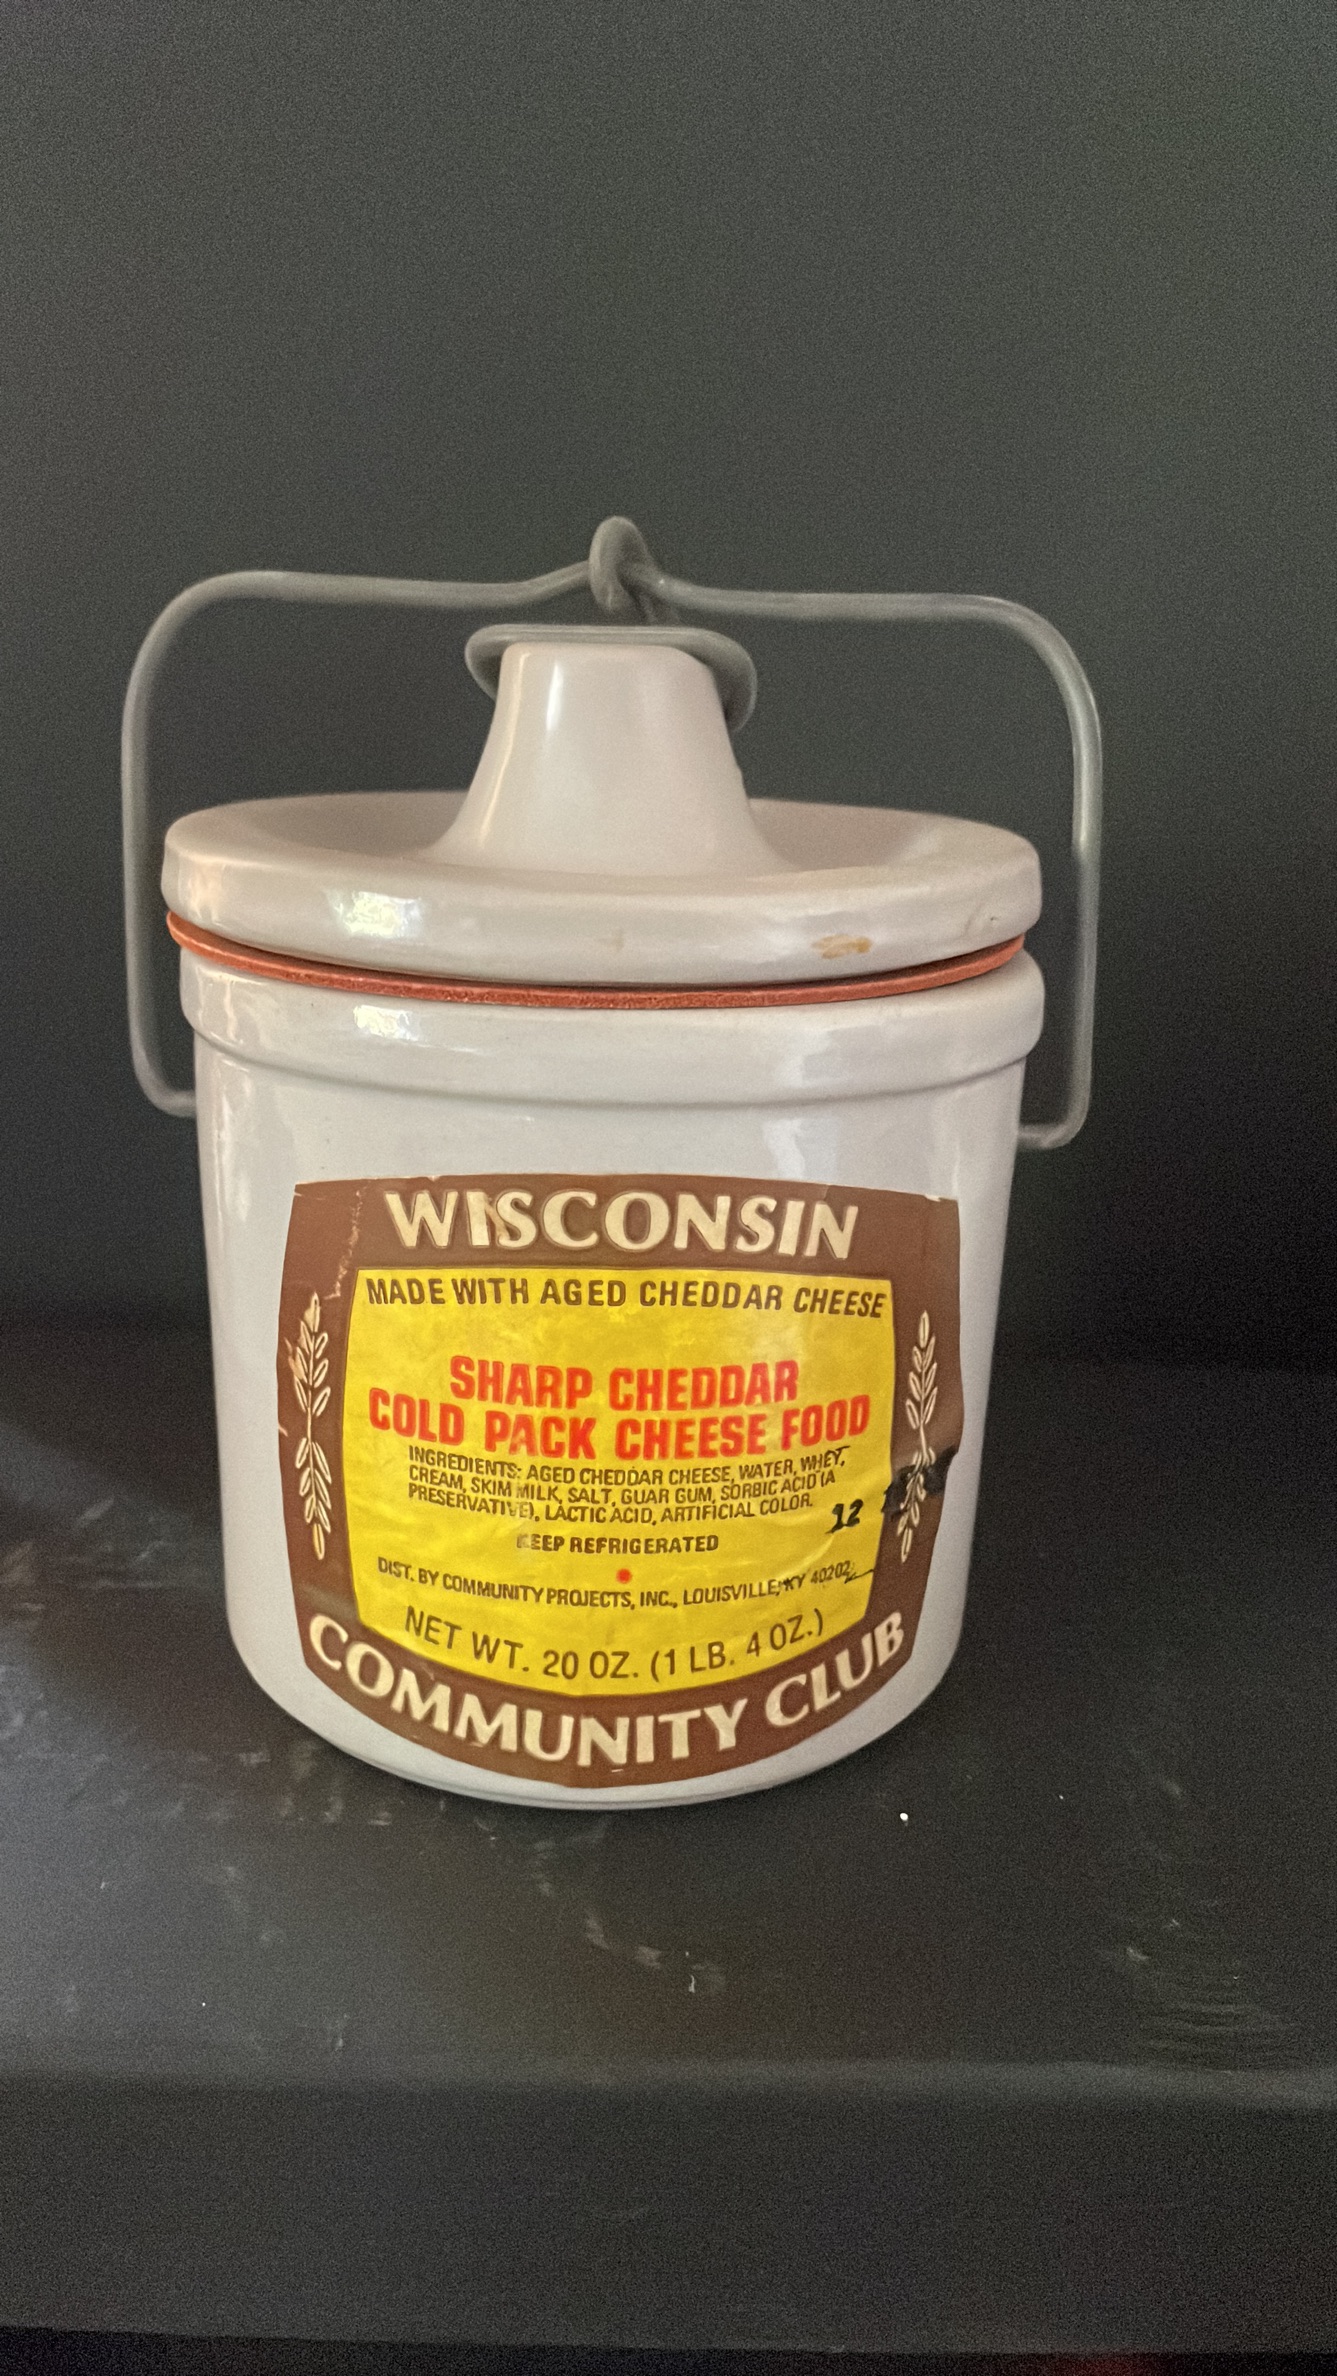 WISCONSIN
MADE WITH AGED CHEDDAR CHEESE
SHARP CHEDDAR
COLD PACK CHEESE FOOD
INGREDIENTS: AGED CHEDDAR CHEESE, WATER, WHEY,
CREAM, SKIM MILK, SALT, GUAR GUM, SORBIC ACID (A
PRESERVATIVE), LACTIC ACID, ARTIFICIAL COLOR.
12
KEEP REFRIGERATED
DIST. BY COMMUNITY PROJECTS, INC., LOUISVILLE, KY 40202
NET WT. 20 OZ. (1 LB. 4 OZ.)
COMMUNITY CLUB